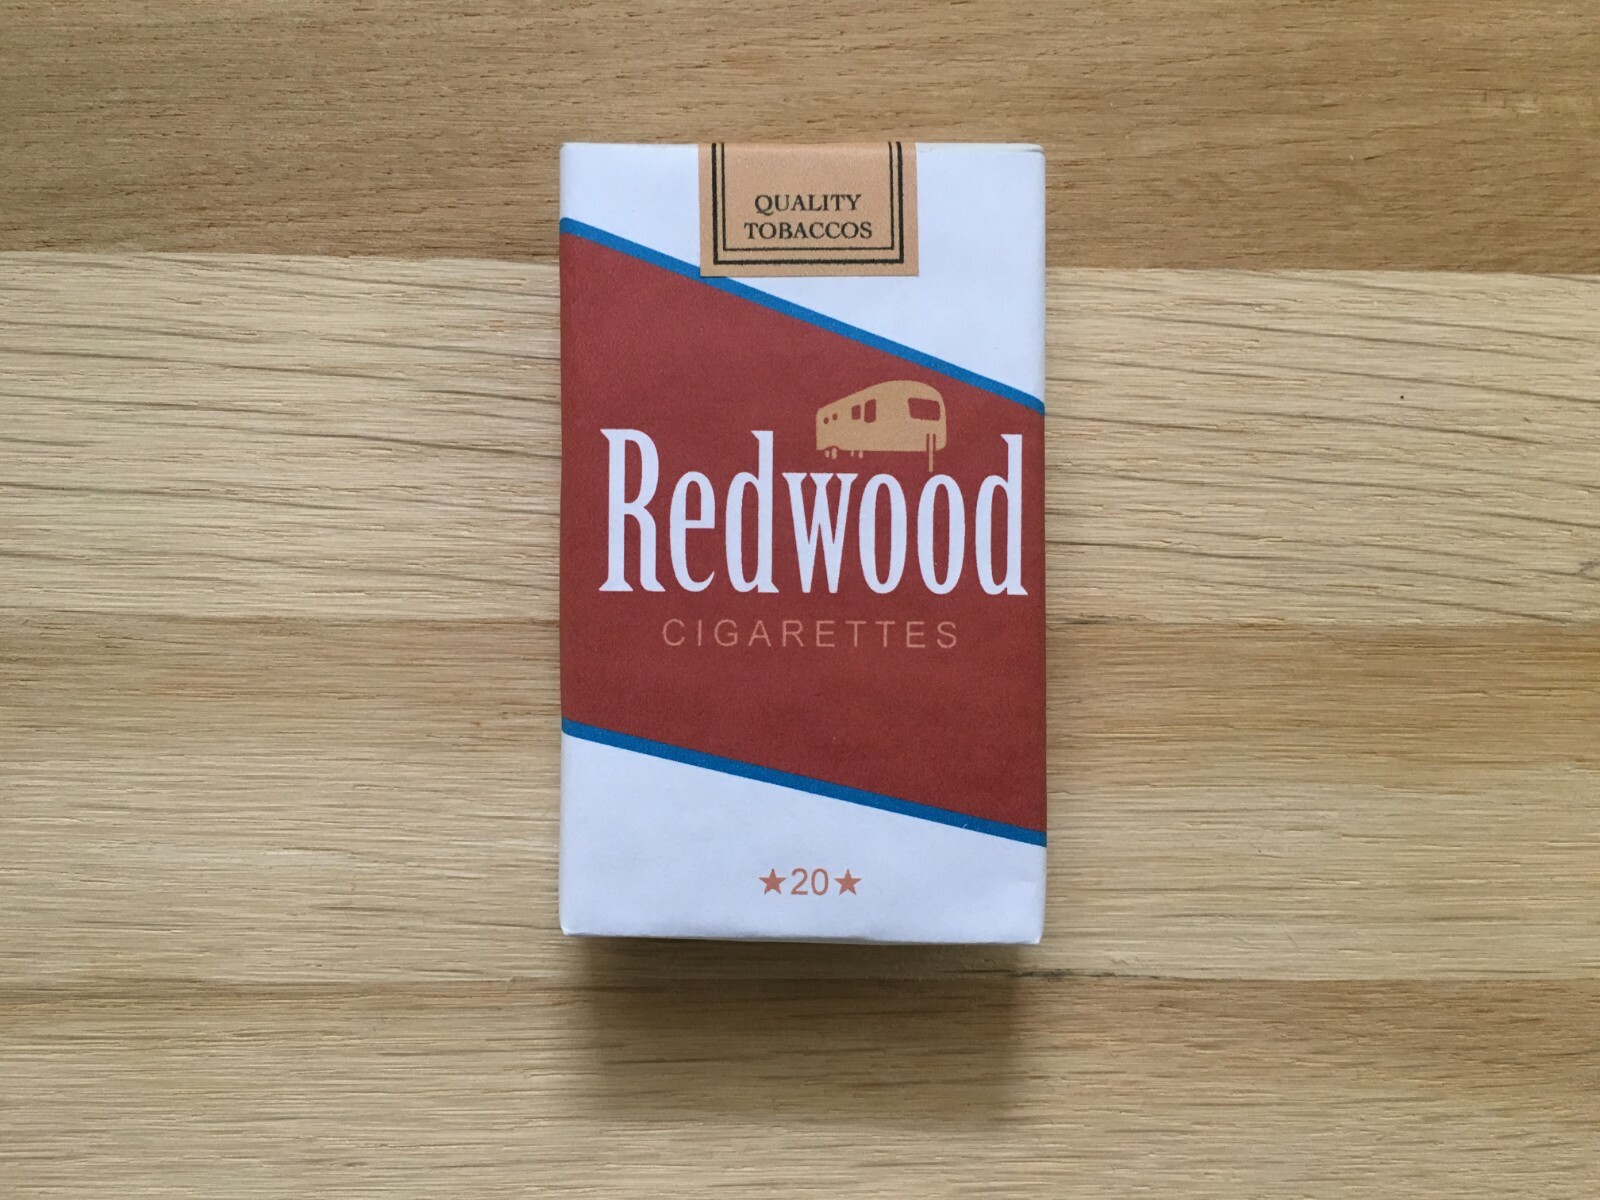 QUALITY
TOBACCOS
Redwood
CIGARETTES
★20★